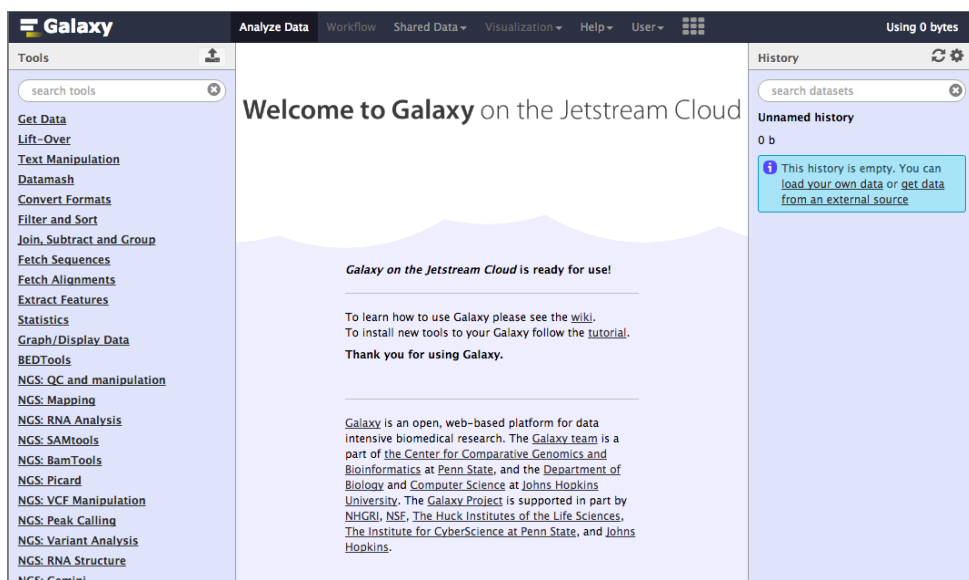 Galaxy
Analyze Data Workflow Shared Data Visualization Help User
Using 0 bytes
Tools
search tools
Get Data
Lift-Over
Text Manipulation
Datamash
Convert Formats
Filter and Sort
Join, Subtract and Group
Fetch Sequences
Fetch Alignments
Extract Features
Statistics
Graph/Display Data
BEDTools
NGS: QC and manipulation
NGS: Mapping
NGS: RNA Analysis
NGS: SAMtools
NGS: BamTools
NGS: Picard
NGS: VCF Manipulation
NGS: Peak Calling
NGS: Variant Analysis
NGS: RNA Structure
NGS: Gemini
Welcome to Galaxy on the Jetstream Cloud
Galaxy on the Jetstream Cloud is ready for use!
To learn how to use Galaxy please see the wiki.
To install new tools to your Galaxy follow the tutorial.
Thank you for using Galaxy.
Galaxy is an open, web-based platform for data
intensive biomedical research. The Galaxy team is a
part of the Center for Comparative Genomics and
Bioinformatics at Penn State, and the Department of
Biology and Computer Science at Johns Hopkins
University. The Galaxy Project is supported in part by
NHGRI, NSF, The Huck Institutes of the Life Sciences,
The Institute for CyberScience at Penn State, and Johns
Hopkins.
History
search datasets
Unnamed history
0 b
This history is empty. You can
load your own data or get data
from an external source